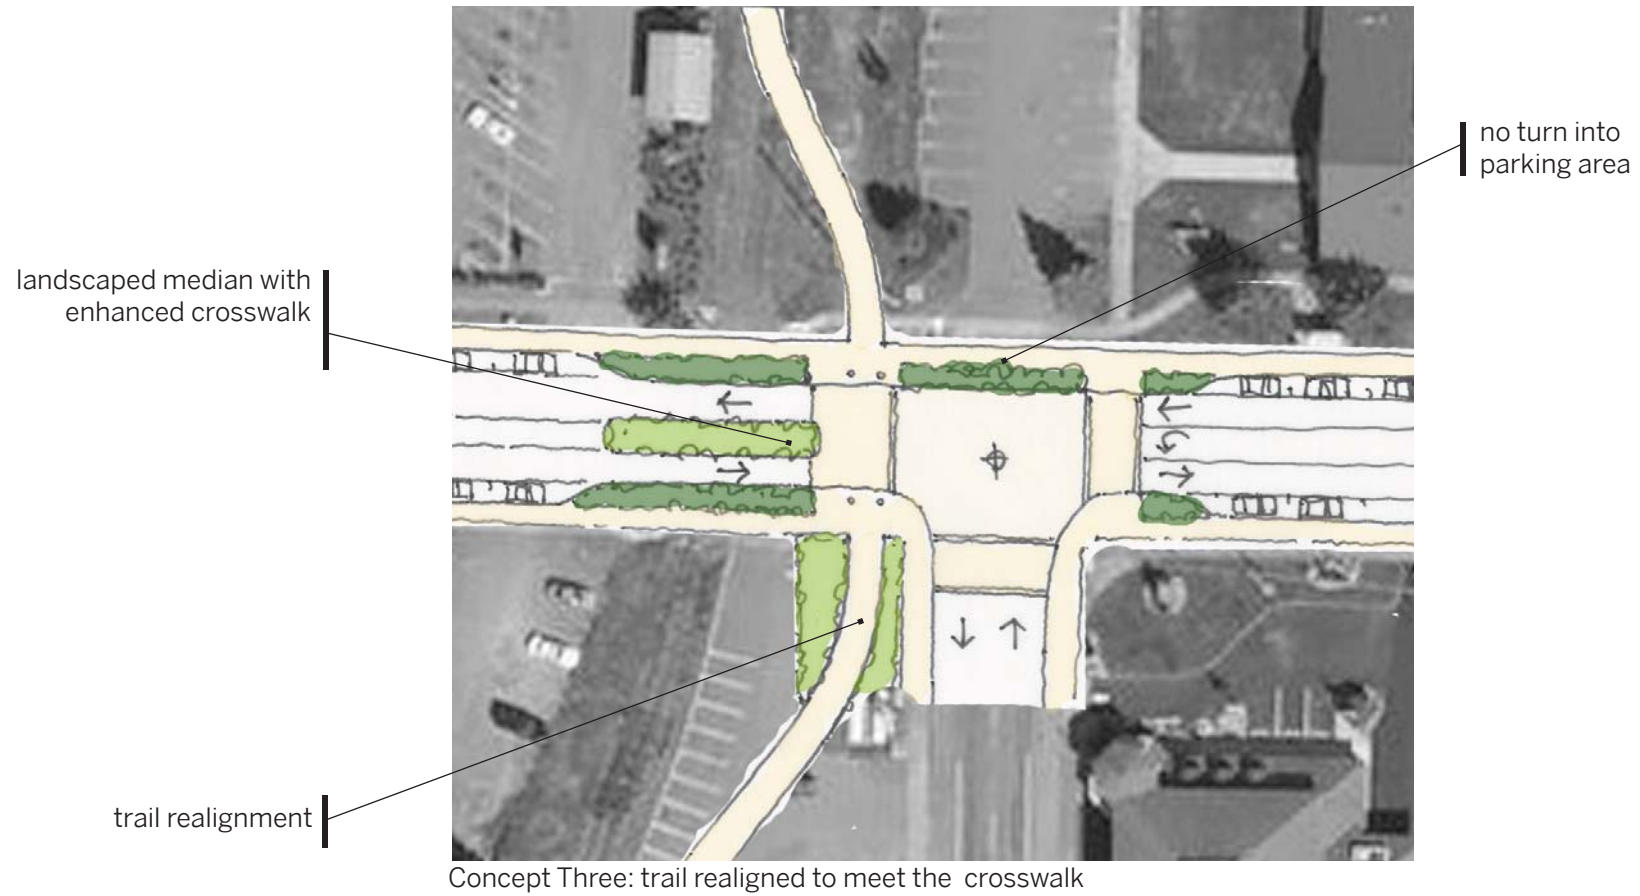 no turn into
parking area
landscaped median with
enhanced crosswalk
trail realignment
Concept Three: trail realigned to meet the crosswalk